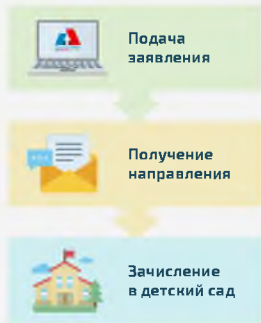 Подача
заявления
Получение
направления
Зачисление
в детский сад